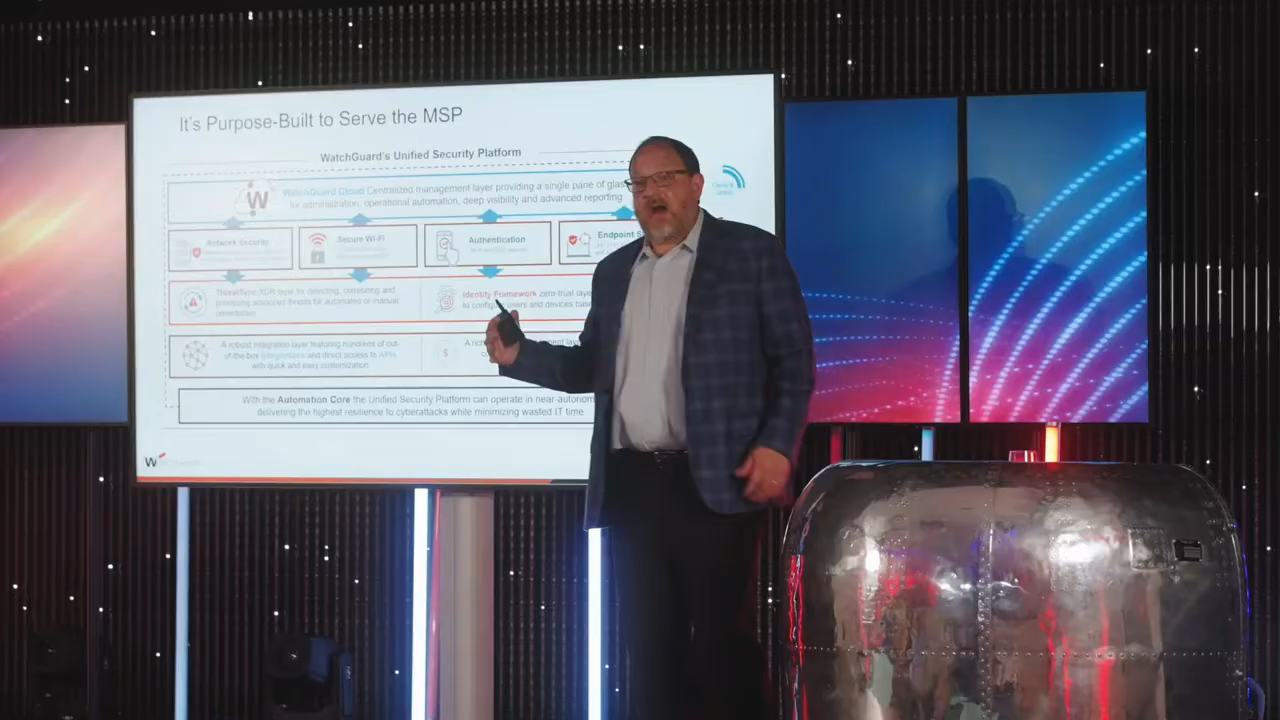 It's Purpose-Built to Serve the MSP
WatchGuard's Unified Security Platform
W
WatchGuard Cloud Centralized management layer providing a single pane of glas
for administration, operational automation, deep visibility and advanced reporting
Network Security
Secure Wi-Fi
Authentication
Endpoint S
ThreatSync XDR layer for detecting, correlating and
prioritizing advanced threats for automated or manual
remediation
Identity Framework zero-trust laye
to configure users and devices base
A robust integration layer featuring hundreds of out-
of-the-box integrations and direct access to APIs
with quick and easy customization
$
With the Automation Core the Unified Security Platform can operate in near-autonom
delivering the highest resilience to cyberattacks while minimizing wasted IT time
W